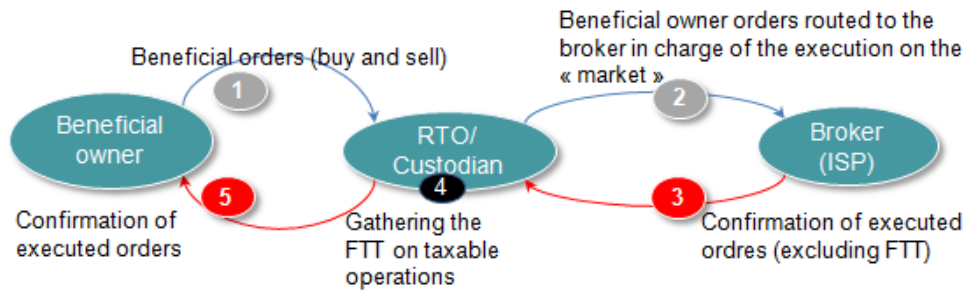 Beneficial orders (buy and sell)
1
Beneficial owner orders routed to the
broker in charge of the execution on the
« market »
2
Beneficial
owner
RTO/
Custodian
4
Broker
(ISP)
5
3
Confirmation of
executed orders
Gathering the
FTT on taxable
operations
Confirmation of executed
ordres (excluding FTT)